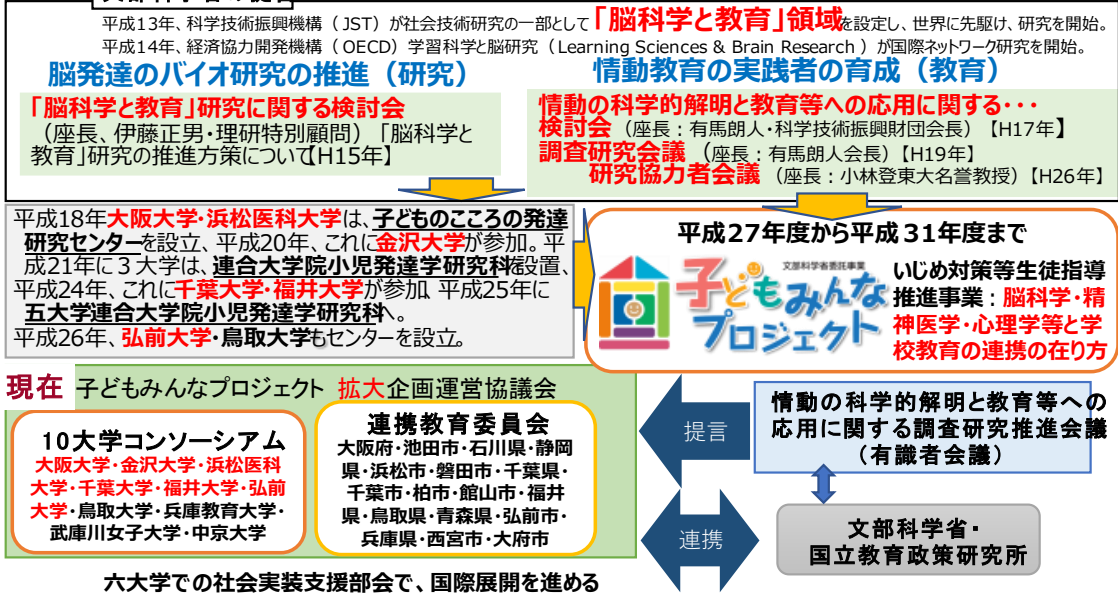 平成13年、科学技術振興機構（JST）が社会技術研究の一部として「脳科学と教育」領域を設定し、世界に先駆け、研究を開始。
平成14年、経済協力開発機構（OECD）学習科学と脳研究（Learning Sciences & Brain Research）が国際ネットワーク研究を開始。
脳発達のバイオ研究の推進（研究）
「脳科学と教育」研究に関する検討会
（座長、伊藤正男・理研特別顧問）「脳科学と
教育」研究の推進方策について【H15年】
情動教育の実践者の育成（教育）
情動の科学的解明と教育等への応用に関する・・・
検討会（座長：有馬朗人・科学技術振興財団会長）【H17年】
調査研究会議（座長：有馬朗人会長）【H19年】
研究協力者会議（座長：小林登東大名誉教授）【H26年】
平成18年大阪大学・浜松医科大学は、子どものこころの発達
研究センターを設立、平成20年、これに金沢大学が参加。平
成21年に３大学は、連合大学院小児発達学研究科を設置、
平成24年、これに千葉大学・福井大学が参加 平成25年に
五大学連合大学院小児発達学研究科へ。
平成26年、弘前大学・鳥取大学もセンターを設立。
平成27年度から平成31年度まで
文部科学省委託事業
子どもみんな
プロジェクト
いじめ対策等生徒指導
推進事業：脳科学・精
神医学・心理学等と学
校教育の連携の在り方
現在 子どもみんなプロジェクト 拡大企画運営協議会
10大学コンソーシアム
大阪大学・金沢大学・浜松医科
大学・千葉大学・福井大学・弘前
大学・鳥取大学・兵庫教育大学・
武庫川女子大学・中京大学
連携教育委員会
大阪府・池田市・石川県・静岡
県・浜松市・磐田市・千葉県・
千葉市・柏市・館山市・福井
県・鳥取県・青森県・弘前市・
兵庫県・西宮市・大府市
提言
連携
情動の科学的解明と教育等への
応用に関する調査研究推進会議
（有識者会議）
文部科学省・
国立教育政策研究所
六大学での社会実装支援部会で、国際展開を進める